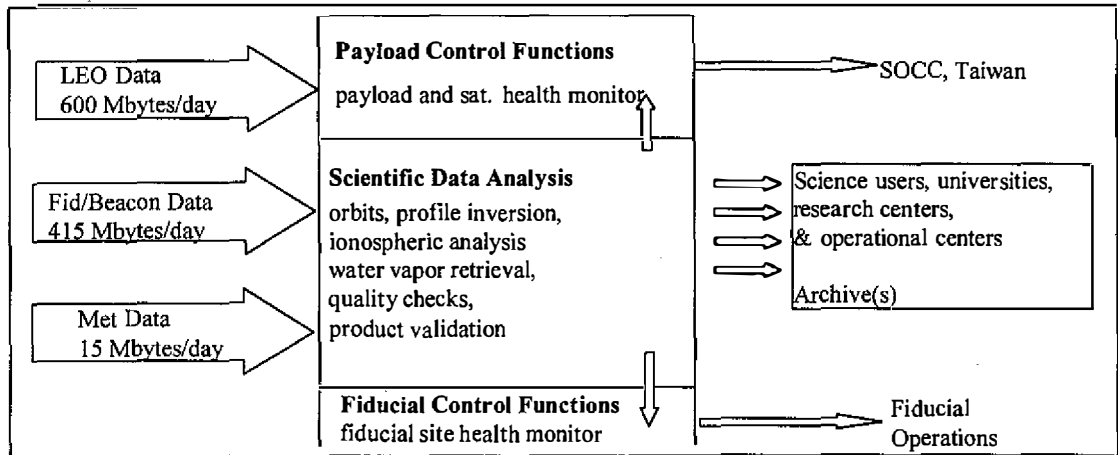 LEO Data
600 Mbytes/day
Fid/Beacon Data
415 Mbytes/day
Met Data
15 Mbytes/day
Payload Control Functions
payload and sat. health monitor
Scientific Data Analysis
orbits, profile inversion,
ionospheric analysis
water vapor retrieval,
quality checks,
product validation
Fiducial Control Functions
fiducial site health monitor
SOCC, Taiwan
Science users, universities,
research centers,
& operational centers
Archive(s)
Fiducial
Operations